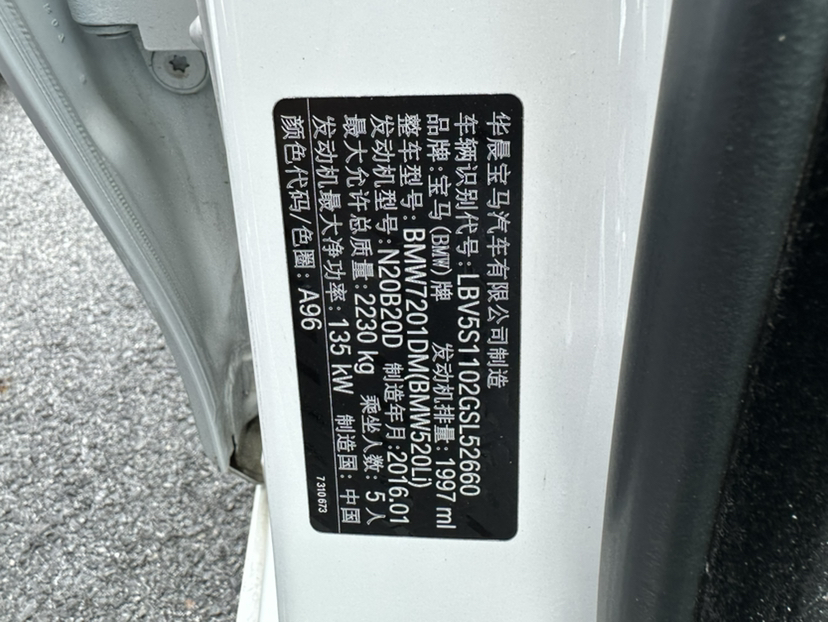 华晨宝马汽车有限公司制造
车辆识别代号:LBV5S1102GSL52660
品牌:宝马(BMW)牌 发动机排量:1997 ml
整车型号:BMW7201DM(BMW520Li)
发动机型号:N20B20D 制造年月:2016.01
最大允许总质量:2230 kg 乘坐人数:5人
发动机最大净功率:135 kW 制造国:中国
颜色代码/色圈:A96 7 310 673